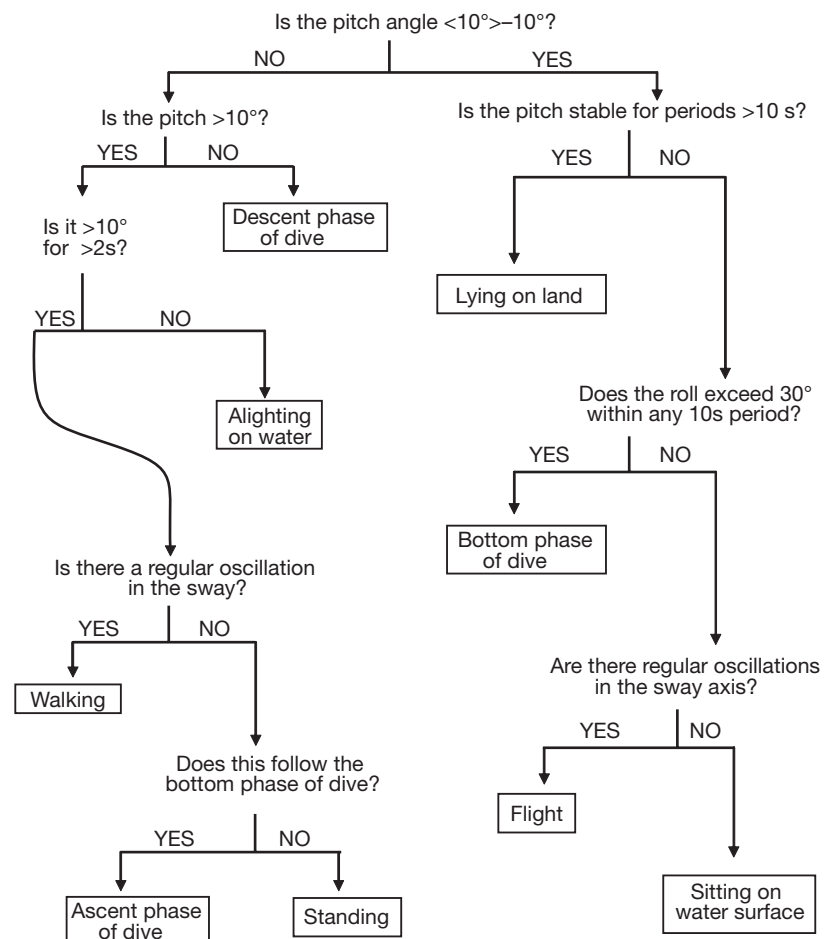 Is the pitch angle <10°>–10°?
NO
YES
Is the pitch >10°?
Is the pitch stable for periods >10 s?
YES
NO
YES
NO
Is it >10°
for >2s?
Descent phase
of dive
Lying on land
YES
NO
Alighting
on water
Does the roll exceed 30°
within any 10s period?
YES
NO
Bottom phase
of dive
Is there a regular oscillation
in the sway?
YES
NO
Walking
Are there regular oscillations
in the sway axis?
YES
NO
Does this follow the
bottom phase of dive?
Flight
YES
NO
Sitting on
water surface
Ascent phase
of dive
Standing